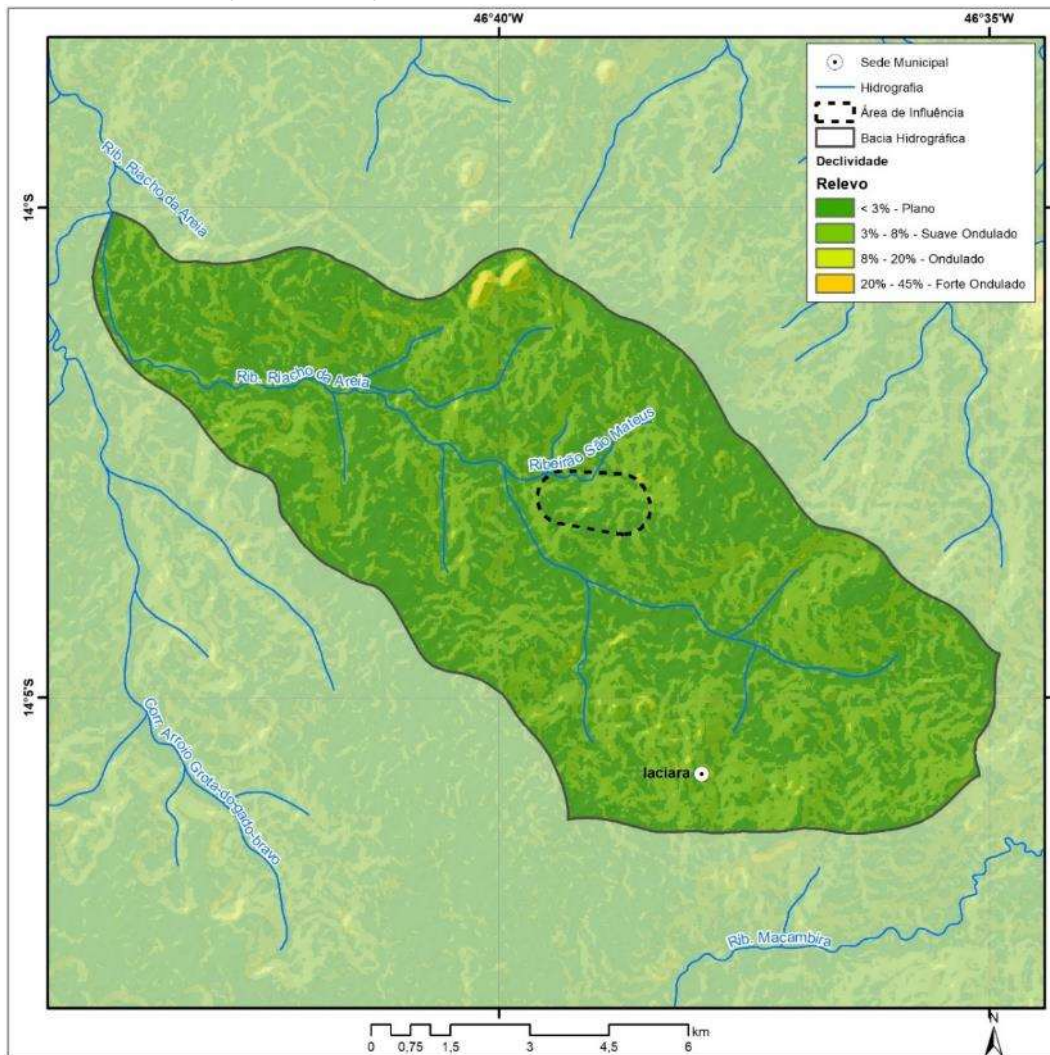 46°40'W
46°35'W
Sede Municipal
Hidrografia
Área de Influência
Bacia Hidrográfica
Declividade
Relevo
< 3% - Plano
3% - 8% - Suave Ondulado
8% - 20% - Ondulado
20% - 45% - Forte Ondulado
Rib. Riacho da Areia
14°S
Rib. Riacho da Areia
Ribeirão São Mateus
14°5'S
Corr. Arroio Grota-do-gado-bravo
Iaciara
Rib. Macambira
km
0 0,75 1,5 3 4,5 6
N